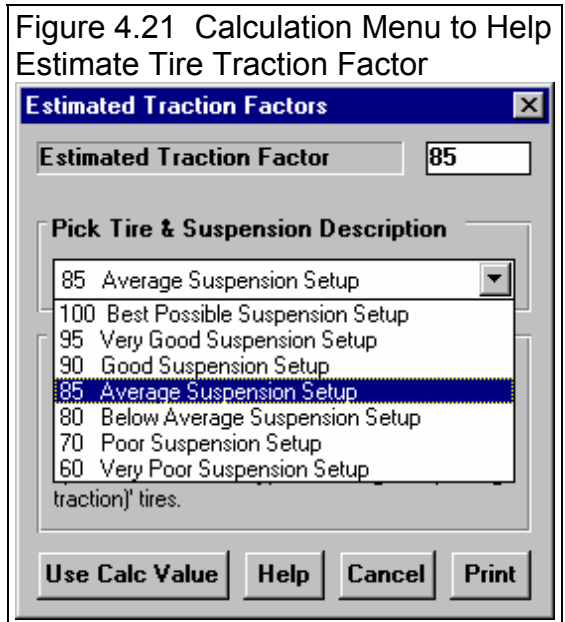 Figure 4.21 Calculation Menu to Help
Estimate Tire Traction Factor
Estimated Traction Factors
Estimated Traction Factor 85
Pick Tire & Suspension Description
85 Average Suspension Setup
100 Best Possible Suspension Setup
95 Very Good Suspension Setup
90 Good Suspension Setup
85 Average Suspension Setup
80 Below Average Suspension Setup
70 Poor Suspension Setup
60 Very Poor Suspension Setup
traction)' tires.
Use Calc Value Help Cancel Print